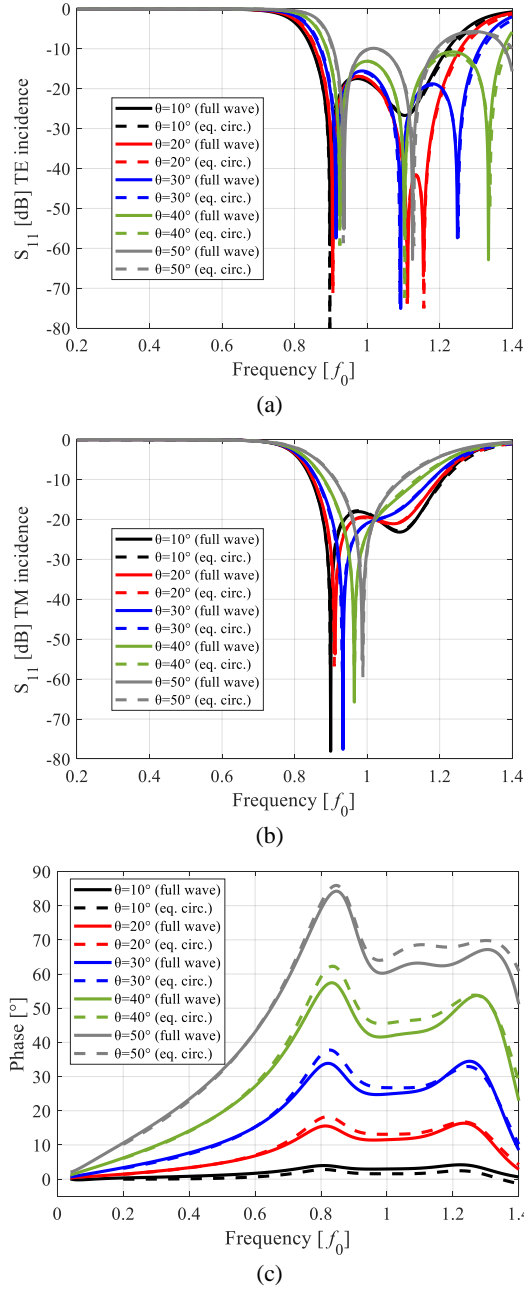 0
-10
-20
-30
-40
-50
-60
-70
-80
S11 [dB] TE incidence
θ=10° (full wave)
θ=10° (eq. circ.)
θ=20° (full wave)
θ=20° (eq. circ.)
θ=30° (full wave)
θ=30° (eq. circ.)
θ=40° (full wave)
θ=40° (eq. circ.)
θ=50° (full wave)
θ=50° (eq. circ.)
0.2 0.4 0.6 0.8 1 1.2 1.4
Frequency [f0]
(a)
0
-10
-20
-30
-40
-50
-60
-70
-80
S11 [dB] TM incidence
θ=10° (full wave)
θ=10° (eq. circ.)
θ=20° (full wave)
θ=20° (eq. circ.)
θ=30° (full wave)
θ=30° (eq. circ.)
θ=40° (full wave)
θ=40° (eq. circ.)
θ=50° (full wave)
θ=50° (eq. circ.)
0.2 0.4 0.6 0.8 1 1.2 1.4
Frequency [f0]
(b)
90
80
70
60
50
40
30
20
10
0
Phase [°]
θ=10° (full wave)
θ=10° (eq. circ.)
θ=20° (full wave)
θ=20° (eq. circ.)
θ=30° (full wave)
θ=30° (eq. circ.)
θ=40° (full wave)
θ=40° (eq. circ.)
θ=50° (full wave)
θ=50° (eq. circ.)
0 0.2 0.4 0.6 0.8 1 1.2 1.4
Frequency [f0]
(c)